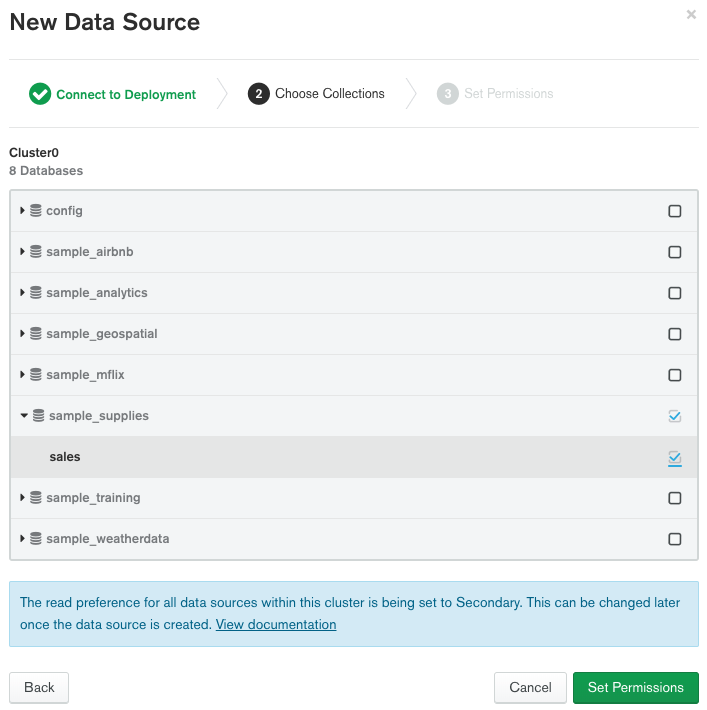 New Data Source
Connect to Deployment
2 Choose Collections
3 Set Permissions
Cluster0
8 Databases
config
sample_airbnb
sample_analytics
sample_geospatial
sample_mflix
sample_supplies
sales
sample_training
sample_weatherdata
The read preference for all data sources within this cluster is being set to Secondary. This can be changed later
once the data source is created. View documentation
Back
Cancel
Set Permissions